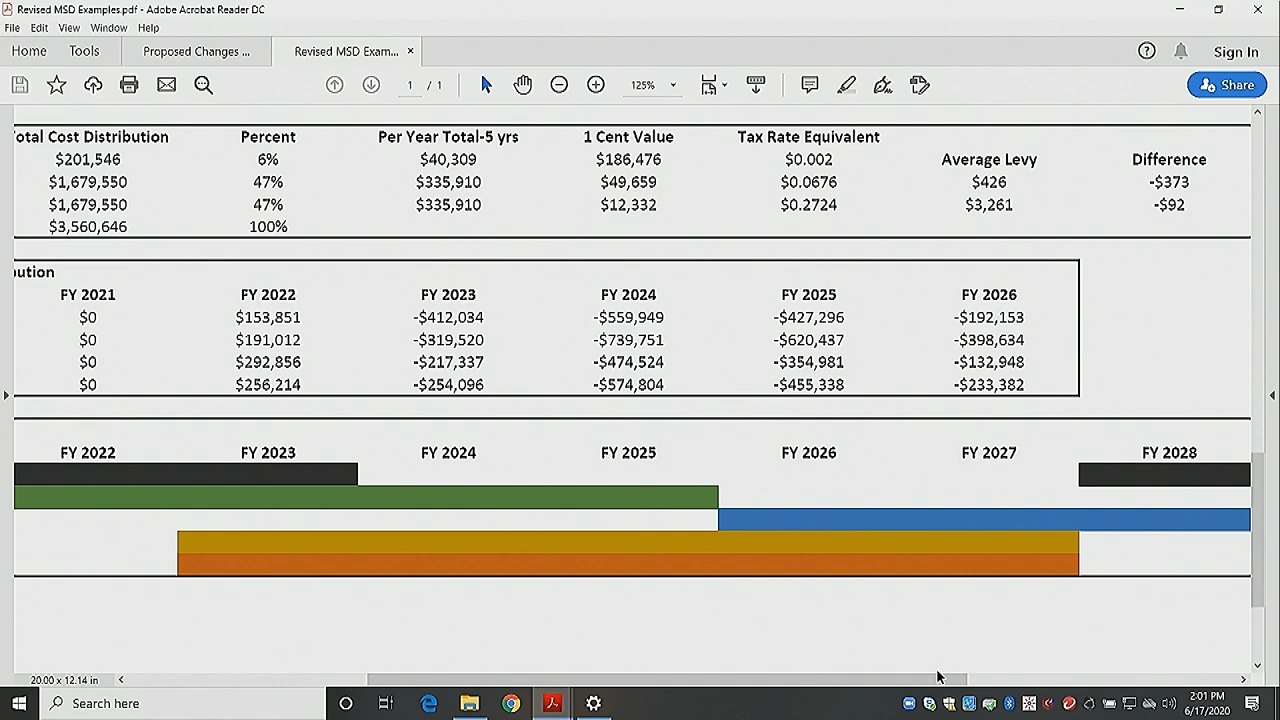 Revised MSD Examples.pdf - Adobe Acrobat Reader DC
File Edit View Window Help
Home Tools Proposed Changes ... Revised MSD Exam... × Sign In
1 / 1 125% Share
otal Cost Distribution Percent Per Year Total-5 yrs 1 Cent Value Tax Rate Equivalent
$201,546 6% $40,309 $186,476 $0.002 Average Levy Difference
$1,679,550 47% $335,910 $49,659 $0.0676 $426 -$373
$1,679,550 47% $335,910 $12,332 $0.2724 $3,261 -$92
$3,560,646 100%
ution
FY 2021 FY 2022 FY 2023 FY 2024 FY 2025 FY 2026
$0 $153,851 -$412,034 -$559,949 -$427,296 -$192,153
$0 $191,012 -$319,520 -$739,751 -$620,437 -$398,634
$0 $292,856 -$217,337 -$474,524 -$354,981 -$132,948
$0 $256,214 -$254,096 -$574,804 -$455,338 -$233,382
FY 2022 FY 2023 FY 2024 FY 2025 FY 2026 FY 2027 FY 2028
20.00 x 12.14 in
Search here
2:01 PM
6/17/2020